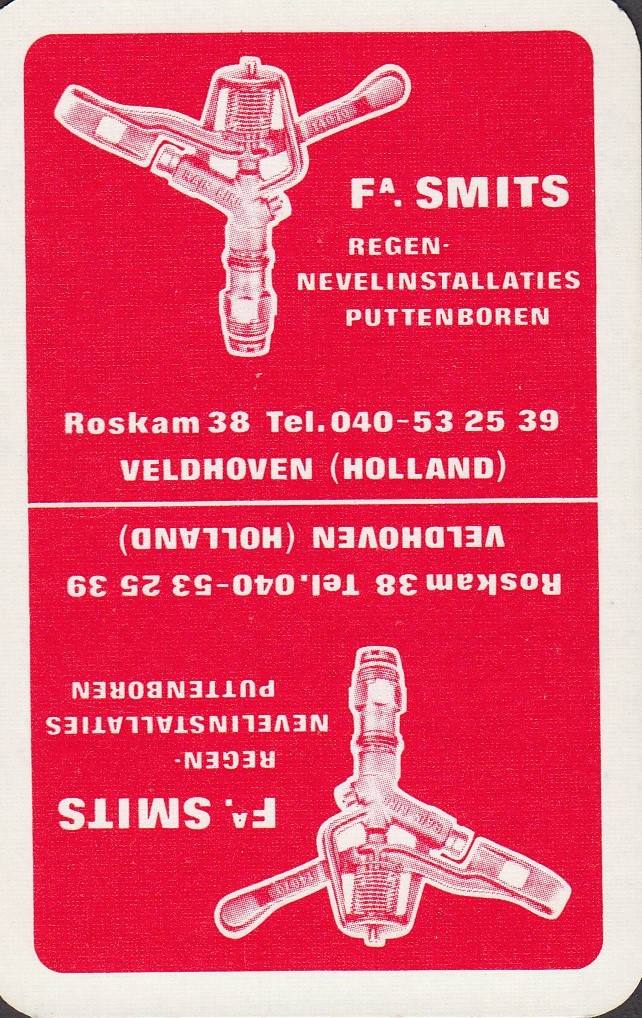 FA. SMITS
REGEN-
NEVELINSTALLATIES
PUTTENBOREN
Roskam 38 Tel. 040-53 25 39
VELDHOVEN (HOLLAND)
FA. SMITS
REGEN-
NEVELINSTALLATIES
PUTTENBOREN
Roskam 38 Tel. 040-53 25 39
VELDHOVEN (HOLLAND)